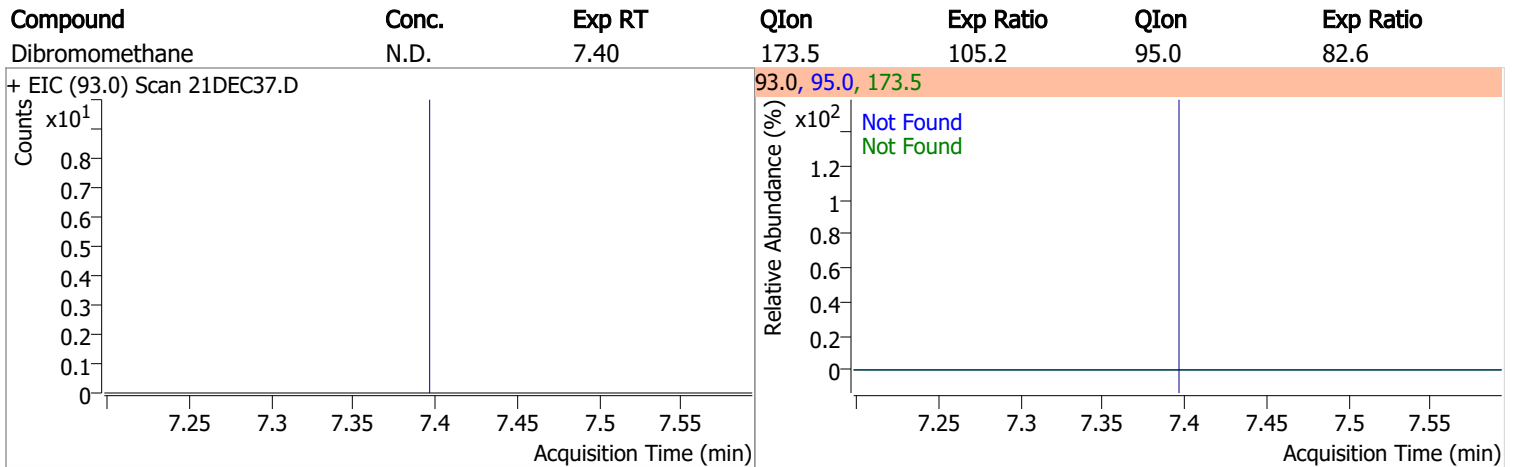 Compound Conc. Exp RT QIon Exp Ratio QIon Exp Ratio
Dibromomethane N.D. 7.40 173.5 105.2 95.0 82.6
+ EIC (93.0) Scan 21DEC37.D
Counts
x10¹
0.8
0.7
0.6
0.5
0.4
0.3
0.2
0.1
0
7.25 7.3 7.35 7.4 7.45 7.5 7.55
Acquisition Time (min)
93.0, 95.0, 173.5
Relative Abundance (%)
x10²
Not Found
Not Found
1.2
1
0.8
0.6
0.4
0.2
0
7.25 7.3 7.35 7.4 7.45 7.5 7.55
Acquisition Time (min)